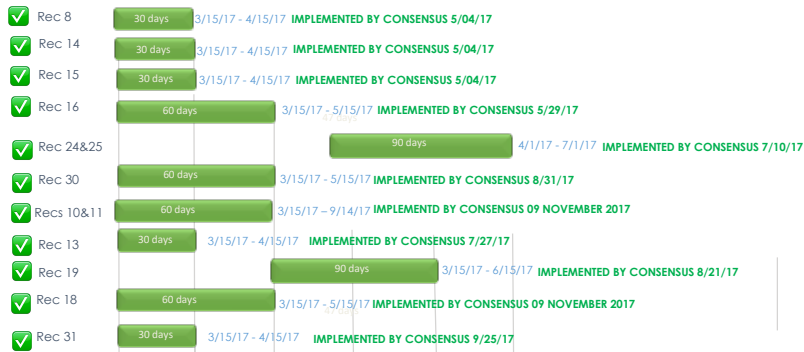 Rec 8 30 days 3/15/17 - 4/15/17 IMPLEMENTED BY CONSENSUS 5/04/17
Rec 14 30 days 3/15/17 - 4/15/17 IMPLEMENTED BY CONSENSUS 5/04/17
Rec 15 30 days 3/15/17 - 4/15/17 IMPLEMENTED BY CONSENSUS 5/04/17
Rec 16 60 days 3/15/17 - 5/15/17 IMPLEMENTED BY CONSENSUS 5/29/17
47 days
Rec 24&25 90 days 4/1/17 - 7/1/17 IMPLEMENTED BY CONSENSUS 7/10/17
Rec 30 60 days 3/15/17 - 5/15/17 IMPLEMENTED BY CONSENSUS 8/31/17
Recs 10&11 60 days 3/15/17 – 9/14/17 IMPLEMENTD BY CONSENSUS 09 NOVEMBER 2017
Rec 13 30 days 3/15/17 - 4/15/17 IMPLEMENTED BY CONSENSUS 7/27/17
Rec 19 90 days 3/15/17 - 6/15/17 IMPLEMENTED BY CONSENSUS 8/21/17
Rec 18 60 days 3/15/17 - 5/15/17 IMPLEMENTED BY CONSENSUS 09 NOVEMBER 2017
47 days
Rec 31 30 days 3/15/17 - 4/15/17 IMPLEMENTED BY CONSENSUS 9/25/17